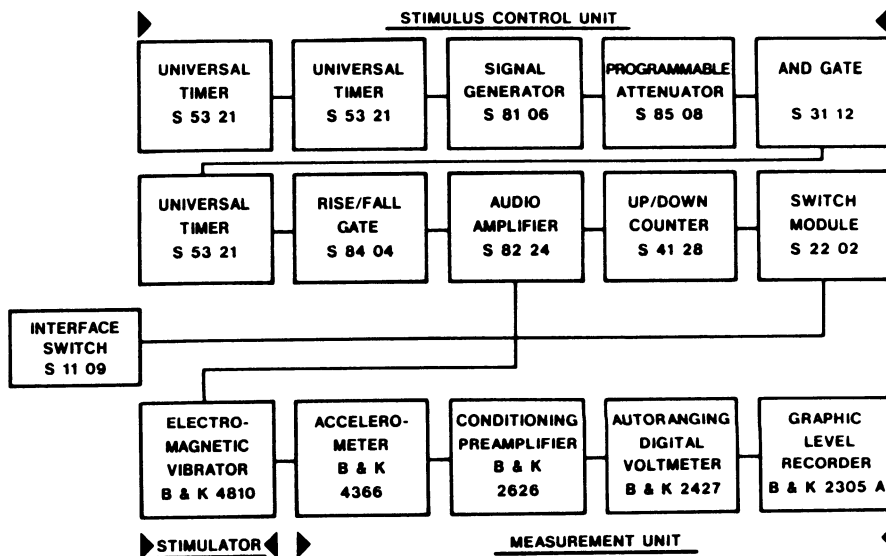 STIMULUS CONTROL UNIT
UNIVERSAL
TIMER
S 53 21
UNIVERSAL
TIMER
S 53 21
SIGNAL
GENERATOR
S 81 06
PROGRAMMABLE
ATTENUATOR
S 85 08
AND GATE
S 31 12
UNIVERSAL
TIMER
S 53 21
RISE/FALL
GATE
S 84 04
AUDIO
AMPLIFIER
S 82 24
UP/DOWN
COUNTER
S 41 28
SWITCH
MODULE
S 22 02
INTERFACE
SWITCH
S 11 09
ELECTRO-
MAGNETIC
VIBRATOR
B & K 4810
ACCELERO-
METER
B & K
4366
CONDITIONING
PREAMPLIFIER
B & K
2626
AUTORANGING
DIGITAL
VOLTMETER
B & K 2427
GRAPHIC
LEVEL
RECORDER
B & K 2305 A
STIMULATOR
MEASUREMENT UNIT